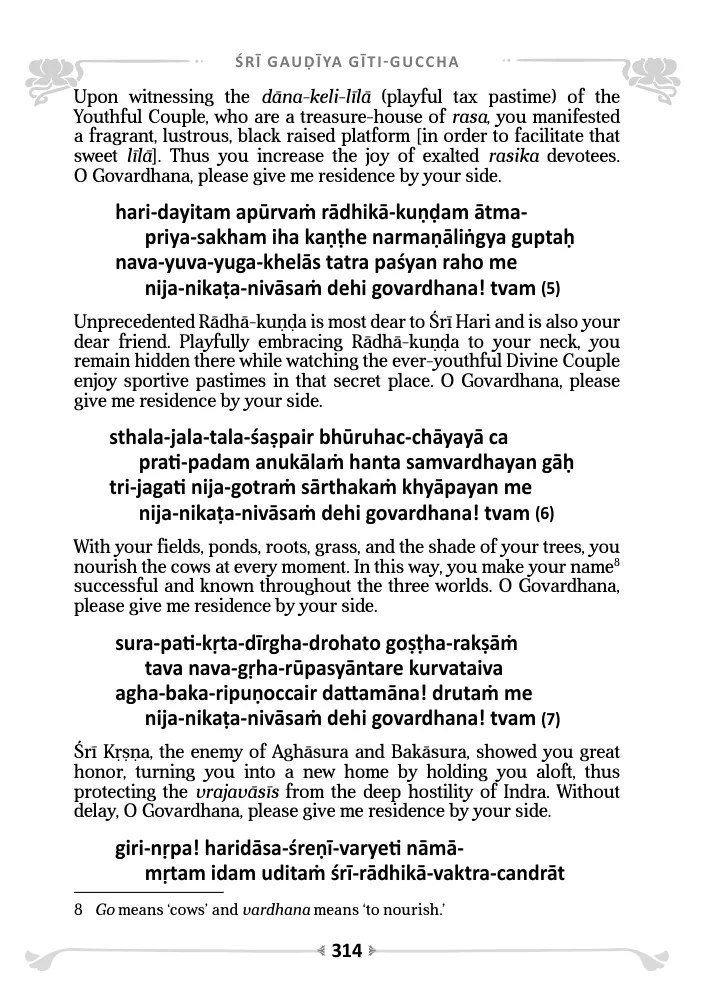 ŚRĪ GAUḌĪYA GĪTI-GUCCHA
Upon witnessing the dāna-keli-līlā (playful tax pastime) of the
Youthful Couple, who are a treasure-house of rasa, you manifested
a fragrant, lustrous, black raised platform [in order to facilitate that
sweet līlā]. Thus you increase the joy of exalted rasika devotees.
O Govardhana, please give me residence by your side.
hari-dayitam apūrvaṁ rādhikā-kuṇḍam ātma-
priya-sakham iha kaṇṭhe narmaṇāliṅgya guptaḥ
nava-yuva-yuga-khelās tatra paśyan raho me
nija-nikaṭa-nivāsaṁ dehi govardhana! tvam (5)
Unprecedented Rādhā-kuṇḍa is most dear to Śrī Hari and is also your
dear friend. Playfully embracing Rādhā-kuṇḍa to your neck, you
remain hidden there while watching the ever-youthful Divine Couple
enjoy sportive pastimes in that secret place. O Govardhana, please
give me residence by your side.
sthala-jala-tala-śaṣpair bhūruhac-chāyayā ca
prati-padam anukālaṁ hanta samvardhayan gāḥ
tri-jagati nija-gotraṁ sārthakaṁ khyāpayan me
nija-nikaṭa-nivāsaṁ dehi govardhana! tvam (6)
With your fields, ponds, roots, grass, and the shade of your trees, you
nourish the cows at every moment. In this way, you make your name8
successful and known throughout the three worlds. O Govardhana,
please give me residence by your side.
sura-pati-kṛta-dīrgha-drohato goṣṭha-rakṣāṁ
tava nava-gṛha-rūpasyāntare kurvataiva
agha-baka-ripuṇoccair dattamāna! drutaṁ me
nija-nikaṭa-nivāsaṁ dehi govardhana! tvam (7)
Śrī Kṛṣṇa, the enemy of Aghāsura and Bakāsura, showed you great
honor, turning you into a new home by holding you aloft, thus
protecting the vrajavāsīs from the deep hostility of Indra. Without
delay, O Govardhana, please give me residence by your side.
giri-nṛpa! haridāsa-śreṇī-varyeti nāmā-
mṛtam idam uditaṁ śrī-rādhikā-vaktra-candrāt
8 Go means ‘cows’ and vardhana means ‘to nourish.’
314